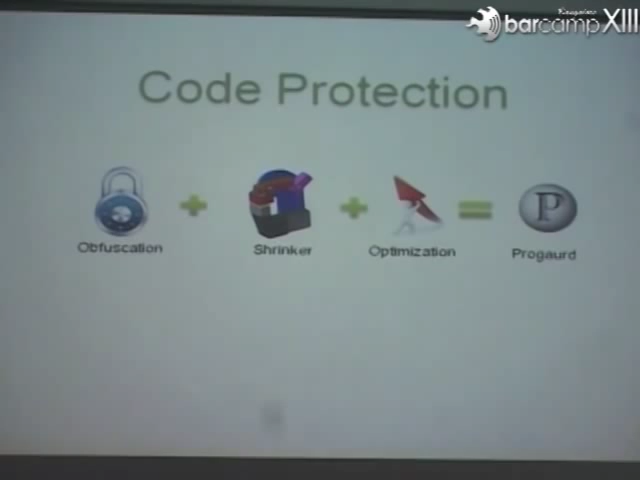 barcamp XIII
Code Protection
Obfuscation
Shrinker
Optimization
Progaurd
P